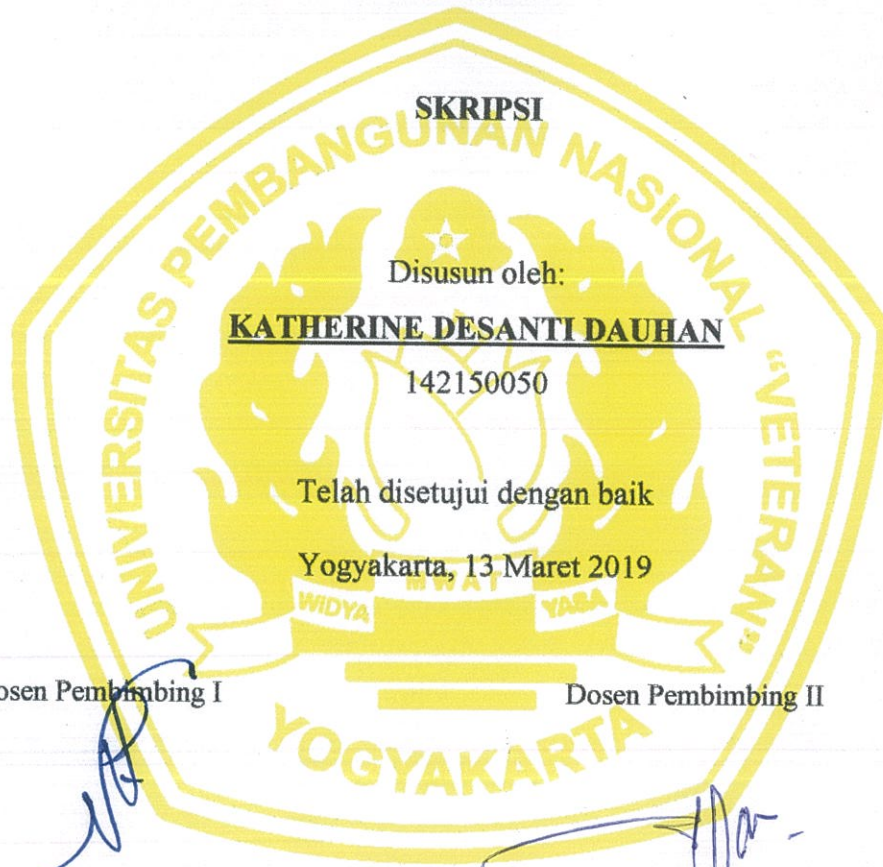 SKRIPSI
UNIVERSITAS PEMBANGUNAN NASIONAL "VETERAN"
Disusun oleh:
KATHERINE DESANTI DAUHAN
142150050
Telah disetujui dengan baik
Yogyakarta, 13 Maret 2019
WIDYA MWAT YASA
osen Pembimbing I Dosen Pembimbing II
YOGYAKARTA